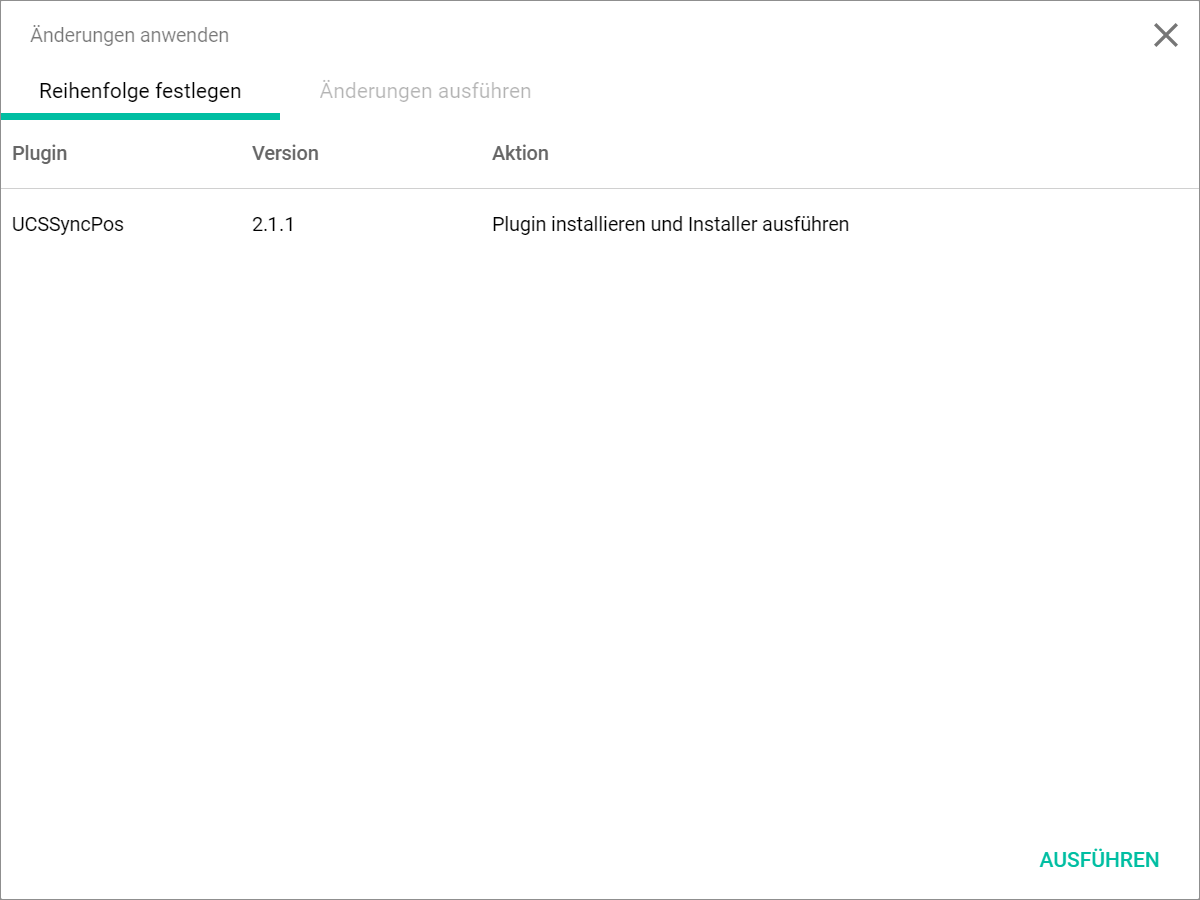 Änderungen anwenden
Reihenfolge festlegen Änderungen ausführen
Plugin Version Aktion
UCSSyncPos 2.1.1 Plugin installieren und Installer ausführen
AUSFÜHREN